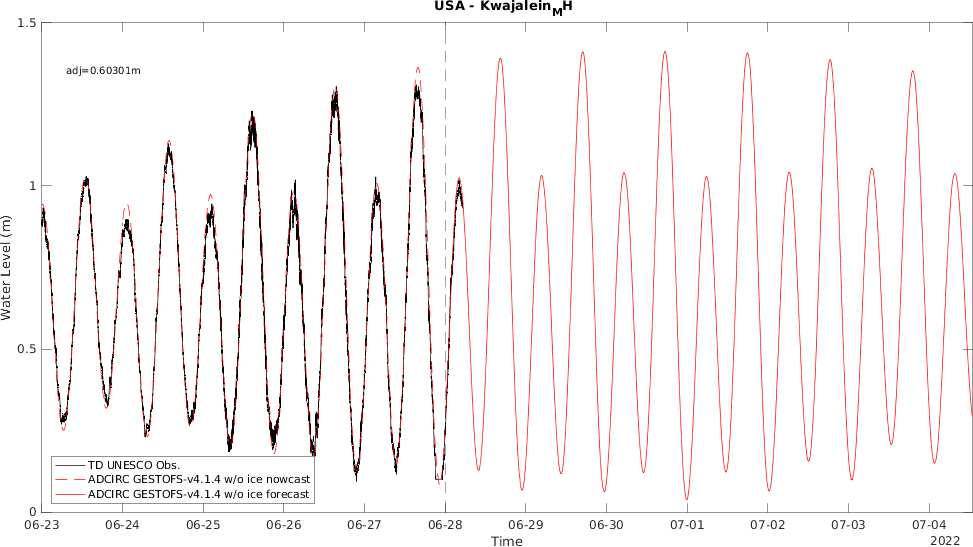 USA - Kwajalein_MH
1.5
adj=0.60301m
1
Water Level (m)
0.5
TD UNESCO Obs.
ADCIRC GESTOFS-v4.1.4 w/o ice nowcast
ADCIRC GESTOFS-v4.1.4 w/o ice forecast
0
06-23 06-24 06-25 06-26 06-27 06-28 06-29 06-30 07-01 07-02 07-03 07-04
Time
2022